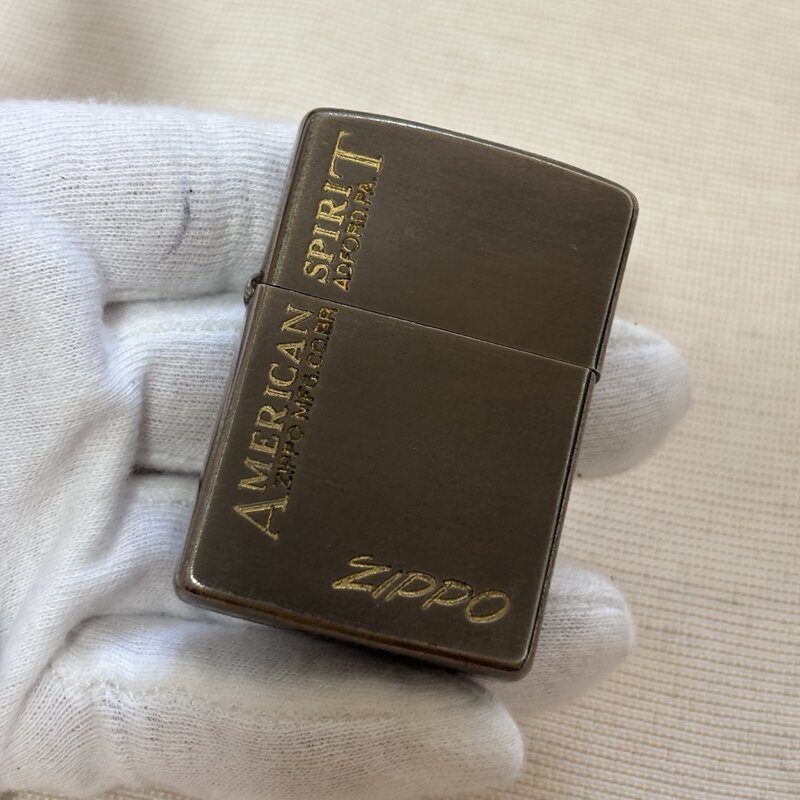 AMERICAN SPIRIT
ZIPPO MFG.CO.BR ADFORD.PA.
ZIPPO